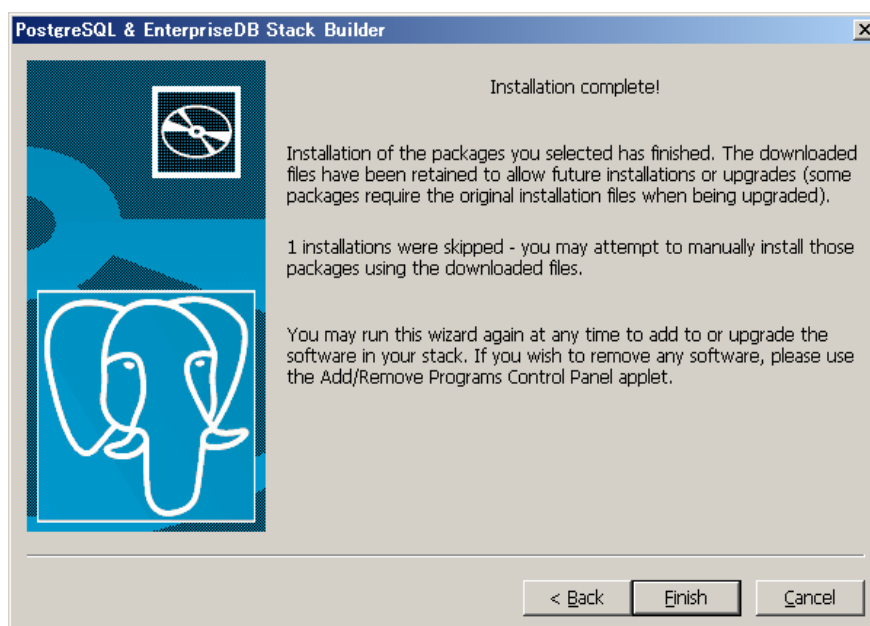 PostgreSQL & EnterpriseDB Stack Builder
Installation complete!
Installation of the packages you selected has finished. The downloaded
files have been retained to allow future installations or upgrades (some
packages require the original installation files when being upgraded).
1 installations were skipped - you may attempt to manually install those
packages using the downloaded files.
You may run this wizard again at any time to add to or upgrade the
software in your stack. If you wish to remove any software, please use
the Add/Remove Programs Control Panel applet.
< Back Finish Cancel